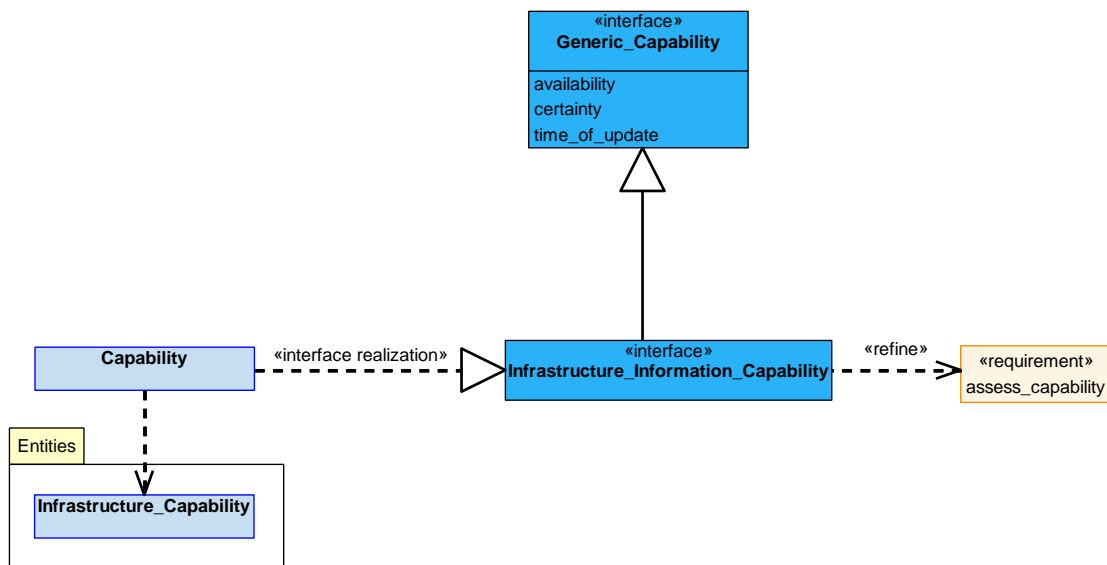 «interface»
Generic_Capability
availability
certainty
time_of_update
Capability
«interface realization»
«interface»
Infrastructure_Information_Capability
«refine»
«requirement»
assess_capability
Entities
Infrastructure_Capability